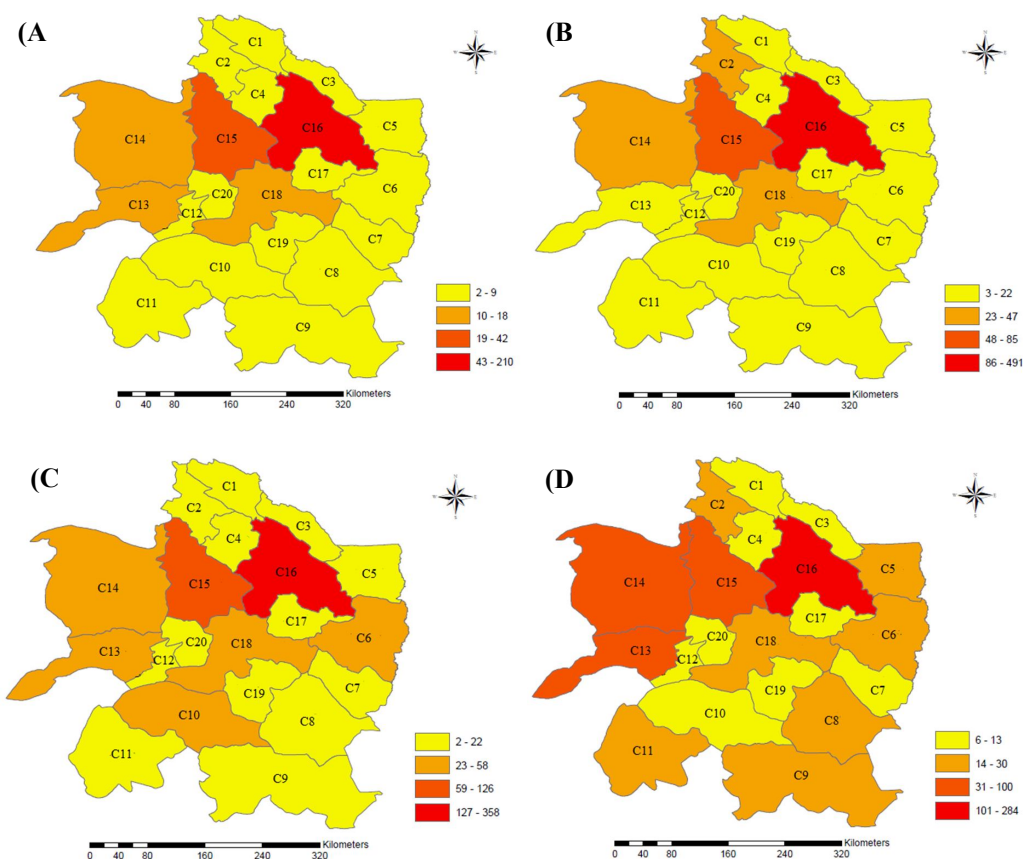 (A
C1
C2
C3
C4
C5
C14
C15
C16
C17
C6
C13
C20
C18
C12
C7
C19
C10
C8
C11
C9
2 - 9
10 - 18
19 - 42
43 - 210
Kilometers
0 40 80 160 240 320
(B
C1
C2
C3
C4
C5
C14
C15
C16
C17
C6
C13
C20
C18
C12
C7
C19
C10
C8
C11
C9
3 - 22
23 - 47
48 - 85
86 - 491
Kilometers
0 40 80 160 240 320
(C
C1
C2
C3
C4
C5
C14
C15
C16
C17
C6
C13
C20
C18
C12
C7
C19
C10
C8
C11
C9
2 - 22
23 - 58
59 - 126
127 - 358
Kilometers
0 40 80 160 240 320
(D
C1
C2
C3
C4
C5
C14
C15
C16
C17
C6
C13
C20
C18
C12
C7
C19
C10
C8
C11
C9
6 - 13
14 - 30
31 - 100
101 - 284
Kilometers
0 40 80 160 240 320